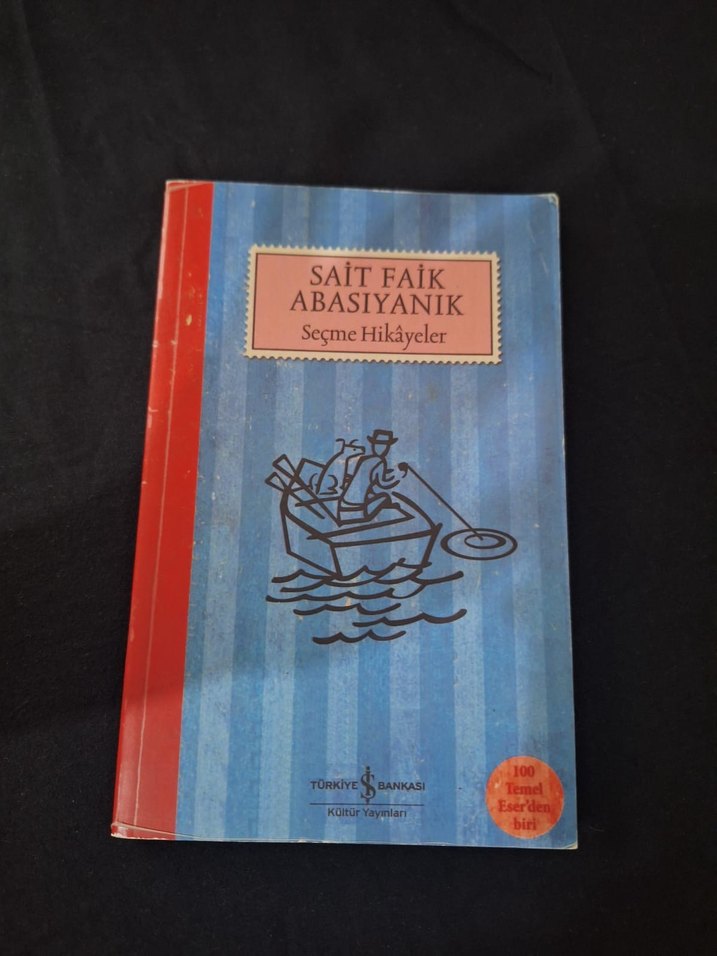 SAİT FAİK
ABASIYANIK
Seçme Hikâyeler
TÜRKİYE İŞ BANKASI
Kültür Yayınları
100
Temel
Eser'den
biri